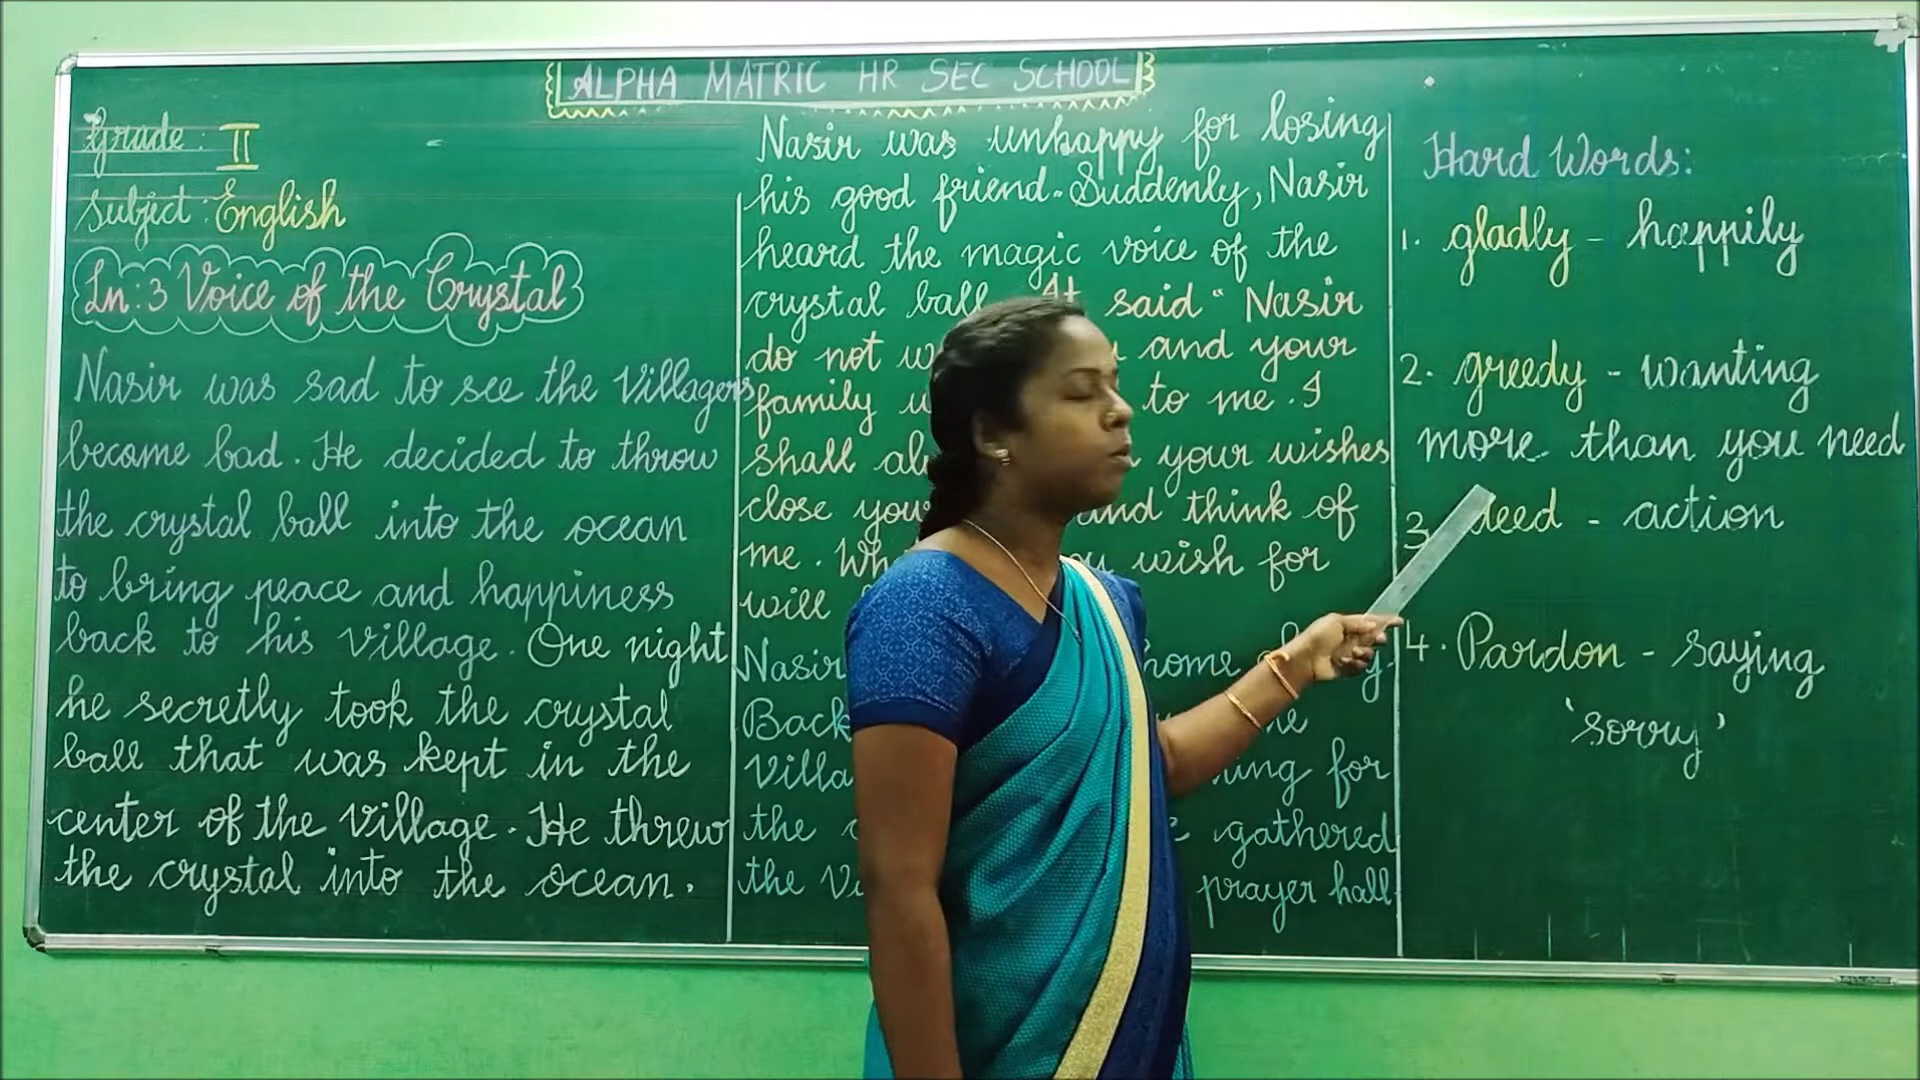 ALPHA MATRIC HR SEC SCHOOL
Grade : II
Subject : English
Ln : 3 Voice of the Crystal
Nasir was sad to see the villagers
became bad. He decided to throw
the crystal ball into the ocean
to bring peace and happiness
back to his village. One night
he secretly took the crystal
ball that was kept in the
center of the village. He threw
the crystal into the ocean.
Nasir was unhappy for losing
his good friend. Suddenly, Nasir
heard the magic voice of the
crystal ball. It said "Nasir
do not and your
family to me. I
shall your wishes
close your and think of
me. wish for
will
Nasir home
Back
villa for
the gathered
the prayer hall
Hard Words:
1. gladly - happily
2. greedy - wanting
more than you need
3. deed - action
4. Pardon - saying
'sorry'